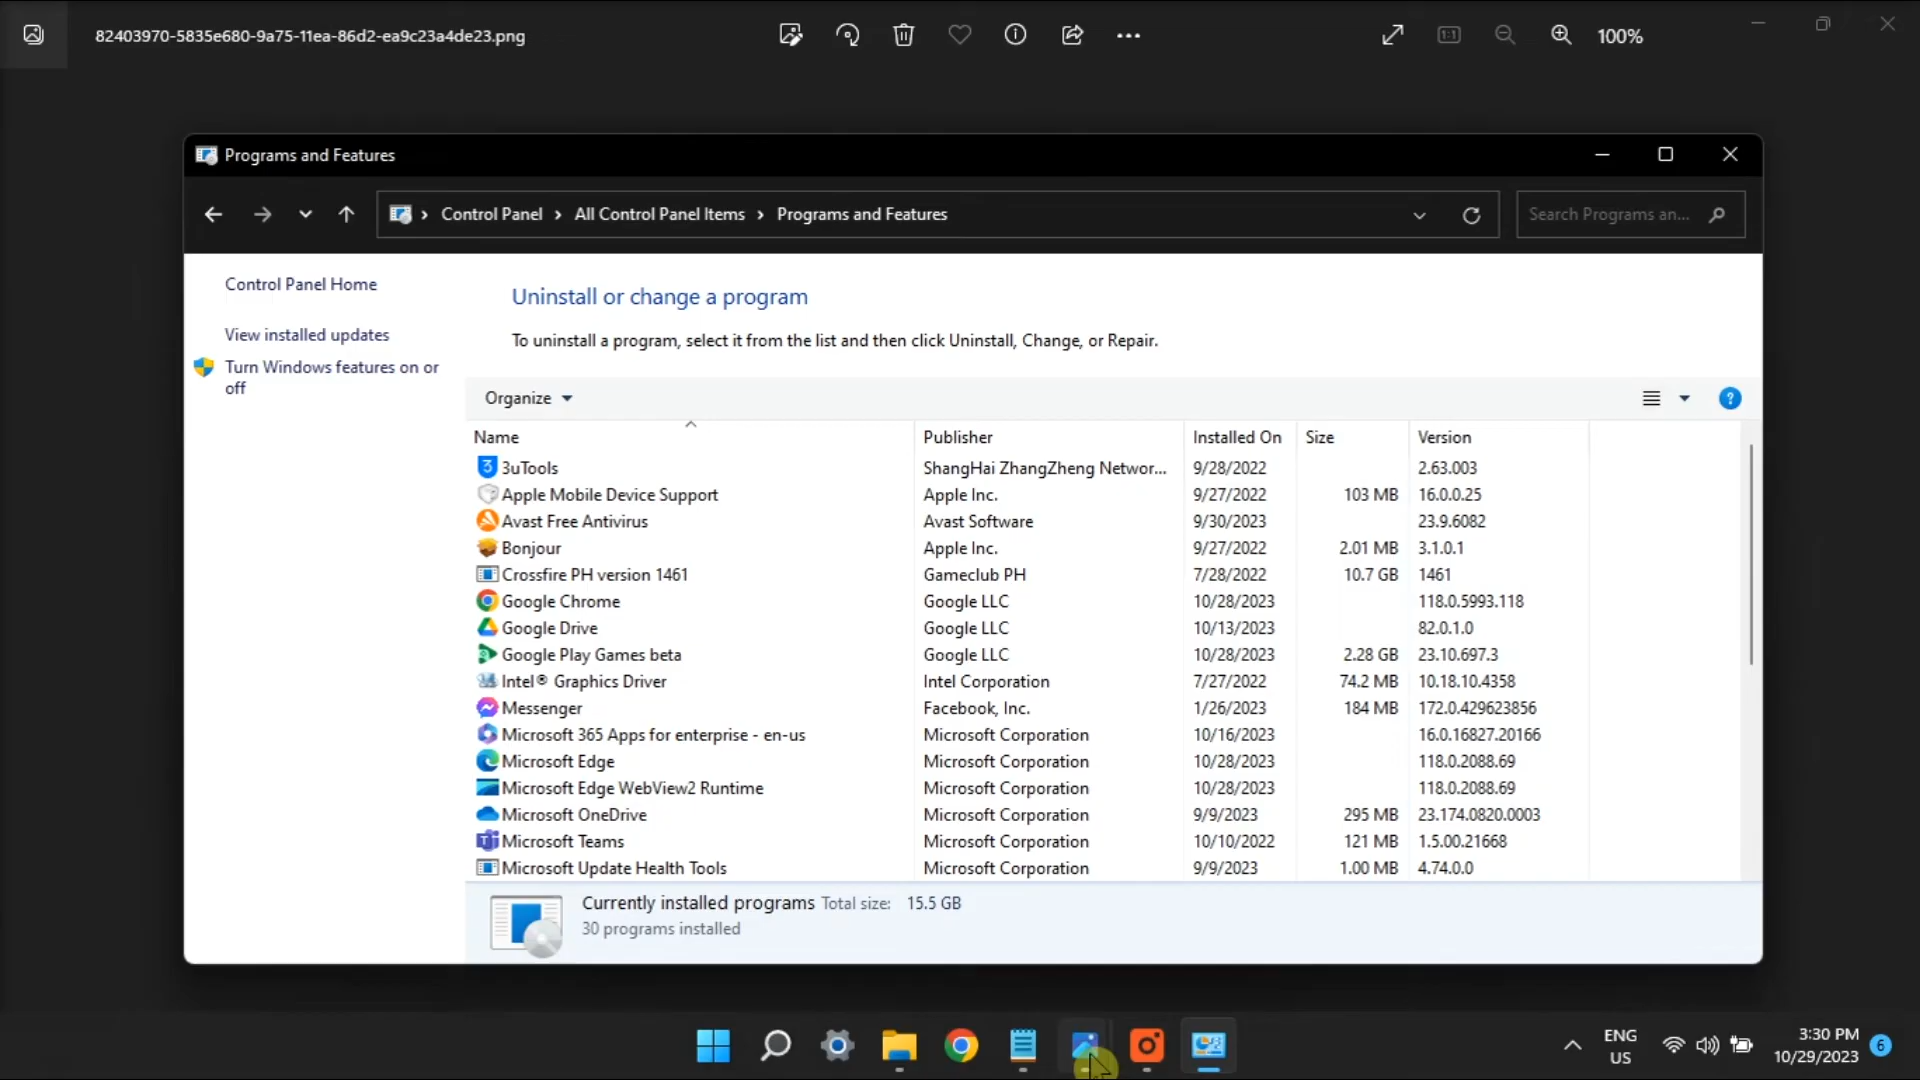 82403970-5835e680-9a75-11ea-86d2-ea9c23a4de23.png
100%
Programs and Features
Control Panel > All Control Panel Items > Programs and Features
Search Programs an...
Control Panel Home
View installed updates
Turn Windows features on or
off
Uninstall or change a program
To uninstall a program, select it from the list and then click Uninstall, Change, or Repair.
Organize
Name Publisher Installed On Size Version
3uTools ShangHai ZhangZheng Networ... 9/28/2022 2.63.003
Apple Mobile Device Support Apple Inc. 9/27/2022 103 MB 16.0.0.25
Avast Free Antivirus Avast Software 9/30/2023 23.9.6082
Bonjour Apple Inc. 9/27/2022 2.01 MB 3.1.0.1
Crossfire PH version 1461 Gameclub PH 7/28/2022 10.7 GB 1461
Google Chrome Google LLC 10/28/2023 118.0.5993.118
Google Drive Google LLC 10/13/2023 82.0.1.0
Google Play Games beta Google LLC 10/28/2023 2.28 GB 23.10.697.3
Intel® Graphics Driver Intel Corporation 7/27/2022 74.2 MB 10.18.10.4358
Messenger Facebook, Inc. 1/26/2023 184 MB 172.0.429623856
Microsoft 365 Apps for enterprise - en-us Microsoft Corporation 10/16/2023 16.0.16827.20166
Microsoft Edge Microsoft Corporation 10/28/2023 118.0.2088.69
Microsoft Edge WebView2 Runtime Microsoft Corporation 10/28/2023 118.0.2088.69
Microsoft OneDrive Microsoft Corporation 9/9/2023 295 MB 23.174.0820.0003
Microsoft Teams Microsoft Corporation 10/10/2022 121 MB 1.5.00.21668
Microsoft Update Health Tools Microsoft Corporation 9/9/2023 1.00 MB 4.74.0.0
Currently installed programs Total size: 15.5 GB
30 programs installed
ENG
US
3:30 PM
10/29/2023
6